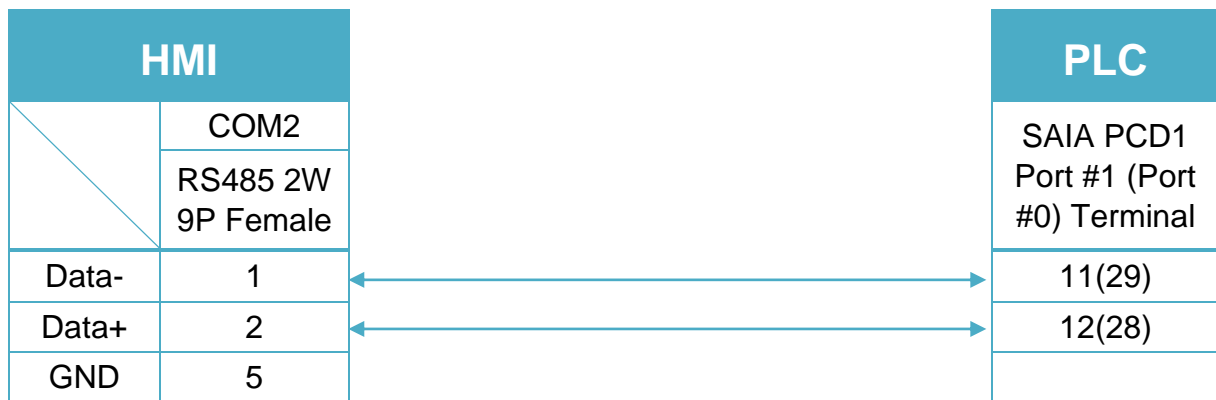 HMI PLC
COM2
RS485 2W
9P Female
SAIA PCD1
Port #1 (Port
#0) Terminal
Data- 1 11(29)
Data+ 2 12(28)
GND 5